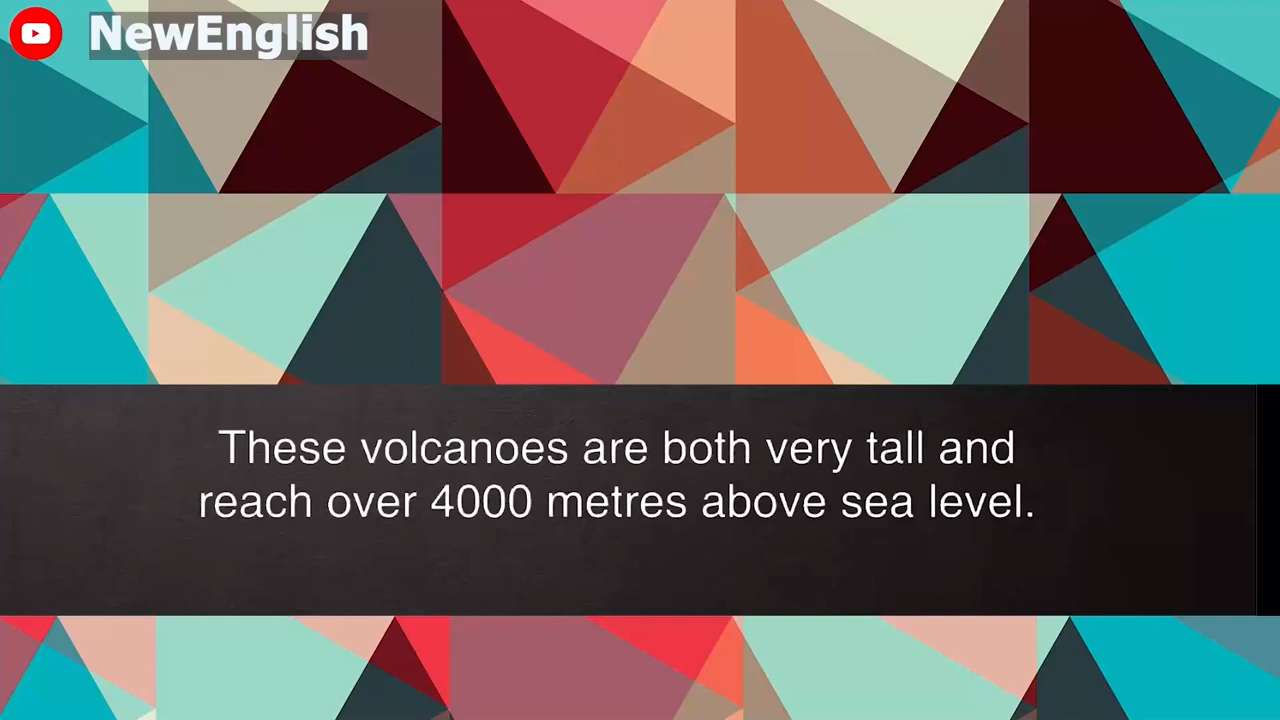 NewEnglish
These volcanoes are both very tall and
reach over 4000 metres above sea level.